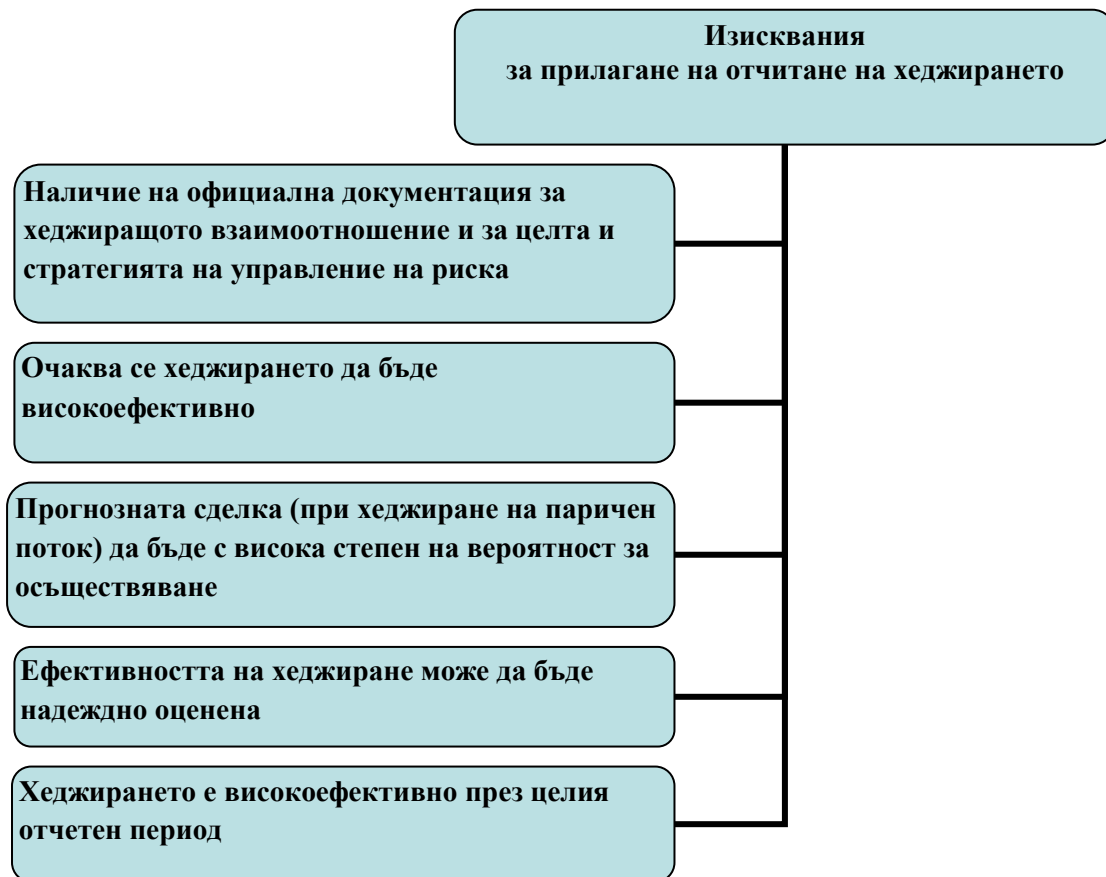 Изисквания
за прилагане на отчитане на хеджирането
Наличие на официална документация за
хеджиращото взаимоотношение и за целта и
стратегията на управление на риска
Очаква се хеджирането да бъде
високоефективно
Прогнозната сделка (при хеджиране на паричен
поток) да бъде с висока степен на вероятност за
осъществяване
Ефективността на хеджиране може да бъде
надеждно оценена
Хеджирането е високоефективно през целия
отчетен период